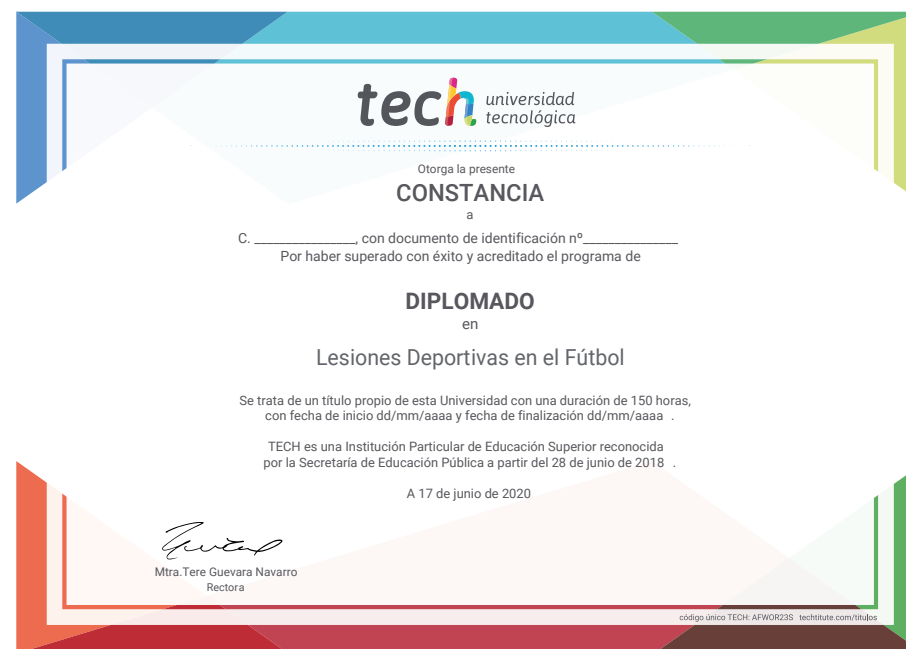 tech universidad
tecnológica
Otorga la presente
CONSTANCIA
a
C. _______________, con documento de identificación nº______________
Por haber superado con éxito y acreditado el programa de
DIPLOMADO
en
Lesiones Deportivas en el Fútbol
Se trata de un título propio de esta Universidad con una duración de 150 horas,
con fecha de inicio dd/mm/aaaa y fecha de finalización dd/mm/aaaa .
TECH es una Institución Particular de Educación Superior reconocida
por la Secretaría de Educación Pública a partir del 28 de junio de 2018 .
A 17 de junio de 2020
Mtra.Tere Guevara Navarro
Rectora
código único TECH: AFWOR23S techtitute.com/titulos